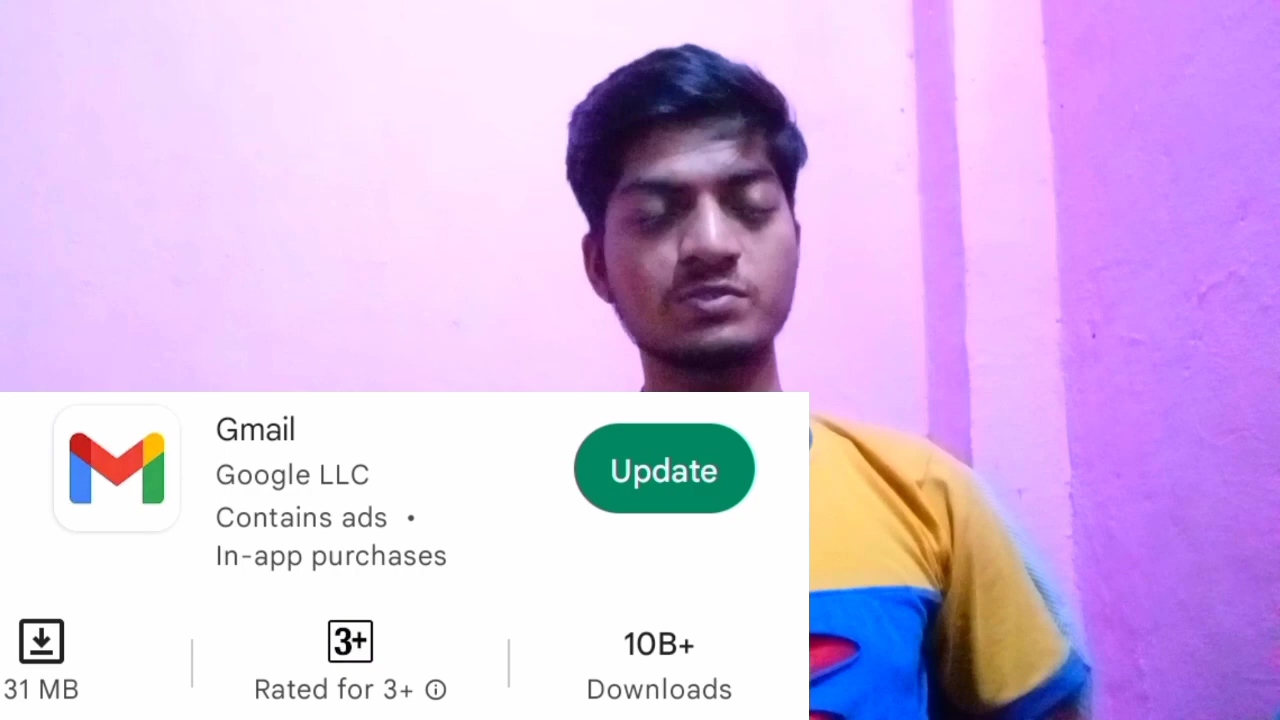 Gmail
Google LLC
Update
Contains ads •
In-app purchases
3+
10B+
31 MB
Rated for 3+
Downloads